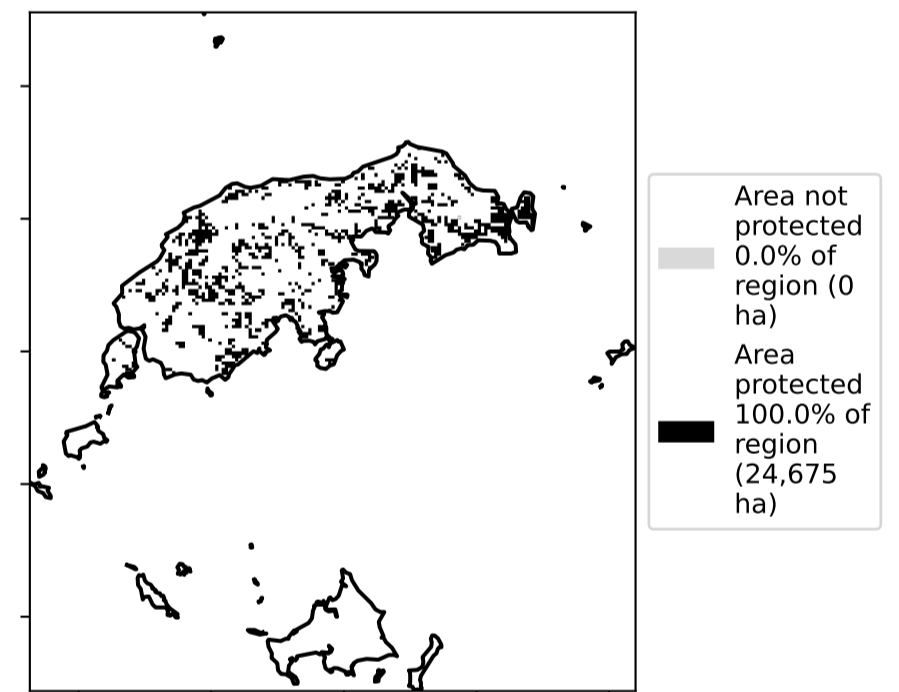 Area not
protected
0.0% of
region (0
ha)
Area
protected
100.0% of
region
(24,675
ha)